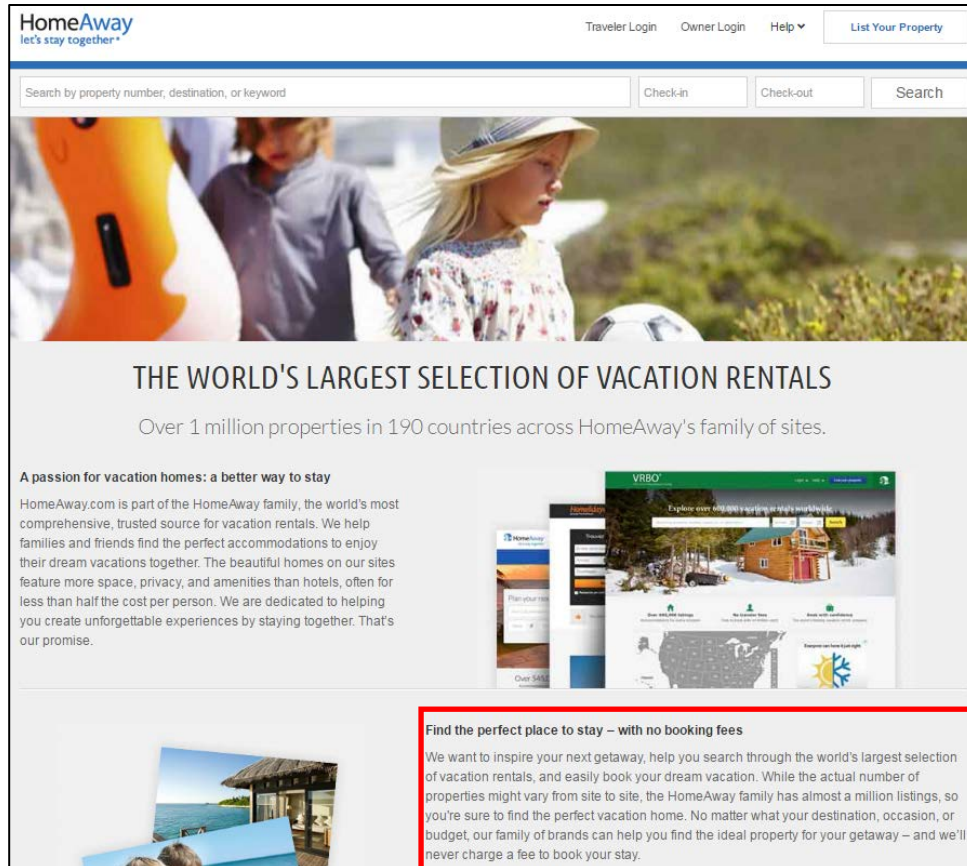 HomeAway
let's stay together
Traveler Login
Owner Login
Help
List Your Property
Search by property number, destination, or keyword
Check-in
Check-out
Search
THE WORLD'S LARGEST SELECTION OF VACATION RENTALS
Over 1 million properties in 190 countries across HomeAway's family of sites.
A passion for vacation homes: a better way to stay
HomeAway.com is part of the HomeAway family, the world's most
comprehensive, trusted source for vacation rentals. We help
families and friends find the perfect accommodations to enjoy
their dream vacations together. The beautiful homes on our sites
feature more space, privacy, and amenities than hotels, often for
less than half the cost per person. We are dedicated to helping
you create unforgettable experiences by staying together. That's
our promise.
VRBO
Explore over 600,000 vacation rentals worldwide
Search
HomeAway
Find the perfect place to stay – with no booking fees
We want to inspire your next getaway, help you search through the world's largest selection
of vacation rentals, and easily book your dream vacation. While the actual number of
properties might vary from site to site, the HomeAway family has almost a million listings, so
you're sure to find the perfect vacation home. No matter what your destination, occasion, or
budget, our family of brands can help you find the ideal property for your getaway – and we'll
never charge a fee to book your stay.